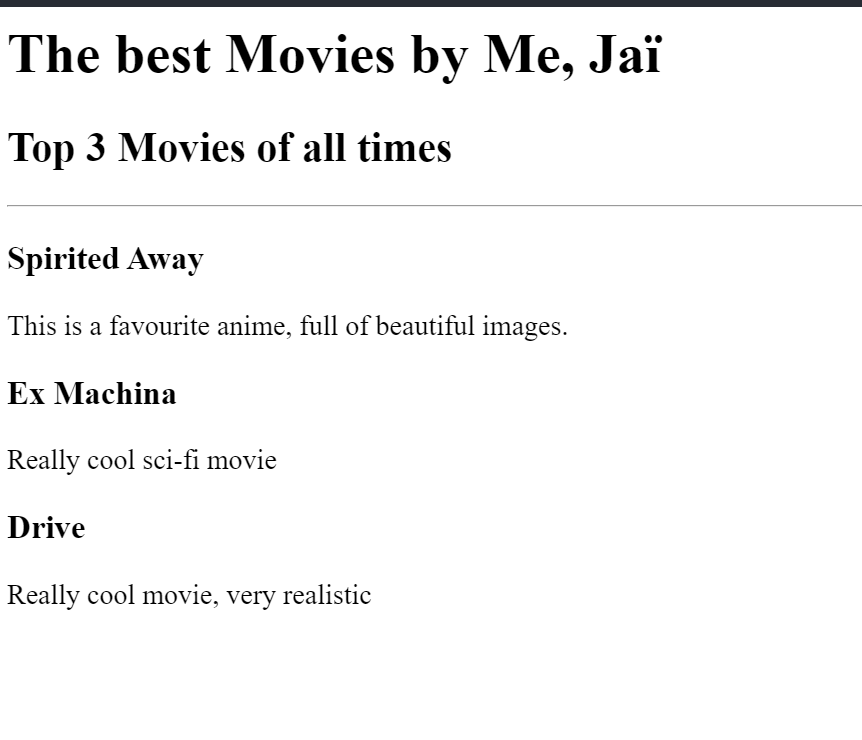 The best Movies by Me, Jaï
Top 3 Movies of all times
Spirited Away
This is a favourite anime, full of beautiful images.
Ex Machina
Really cool sci-fi movie
Drive
Really cool movie, very realistic